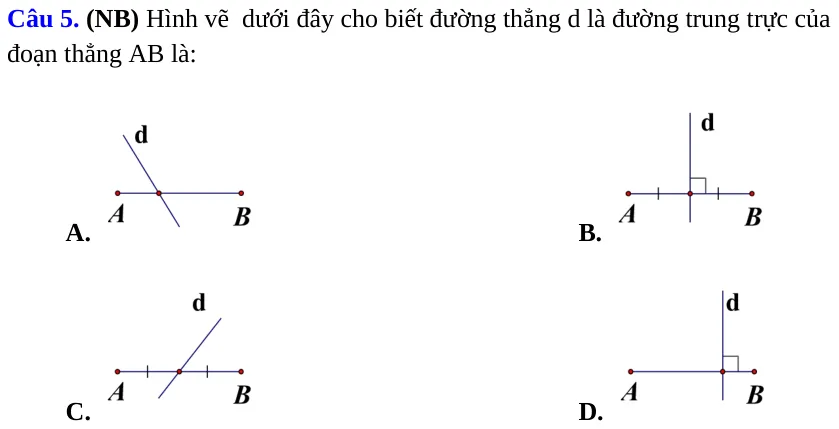 Câu 5. (NB) Hình vẽ dưới đây cho biết đường thẳng d là đường trung trực của
đoạn thẳng AB là:
d
A B
A.
d
A B
B.
d
A B
C.
d
A B
D.